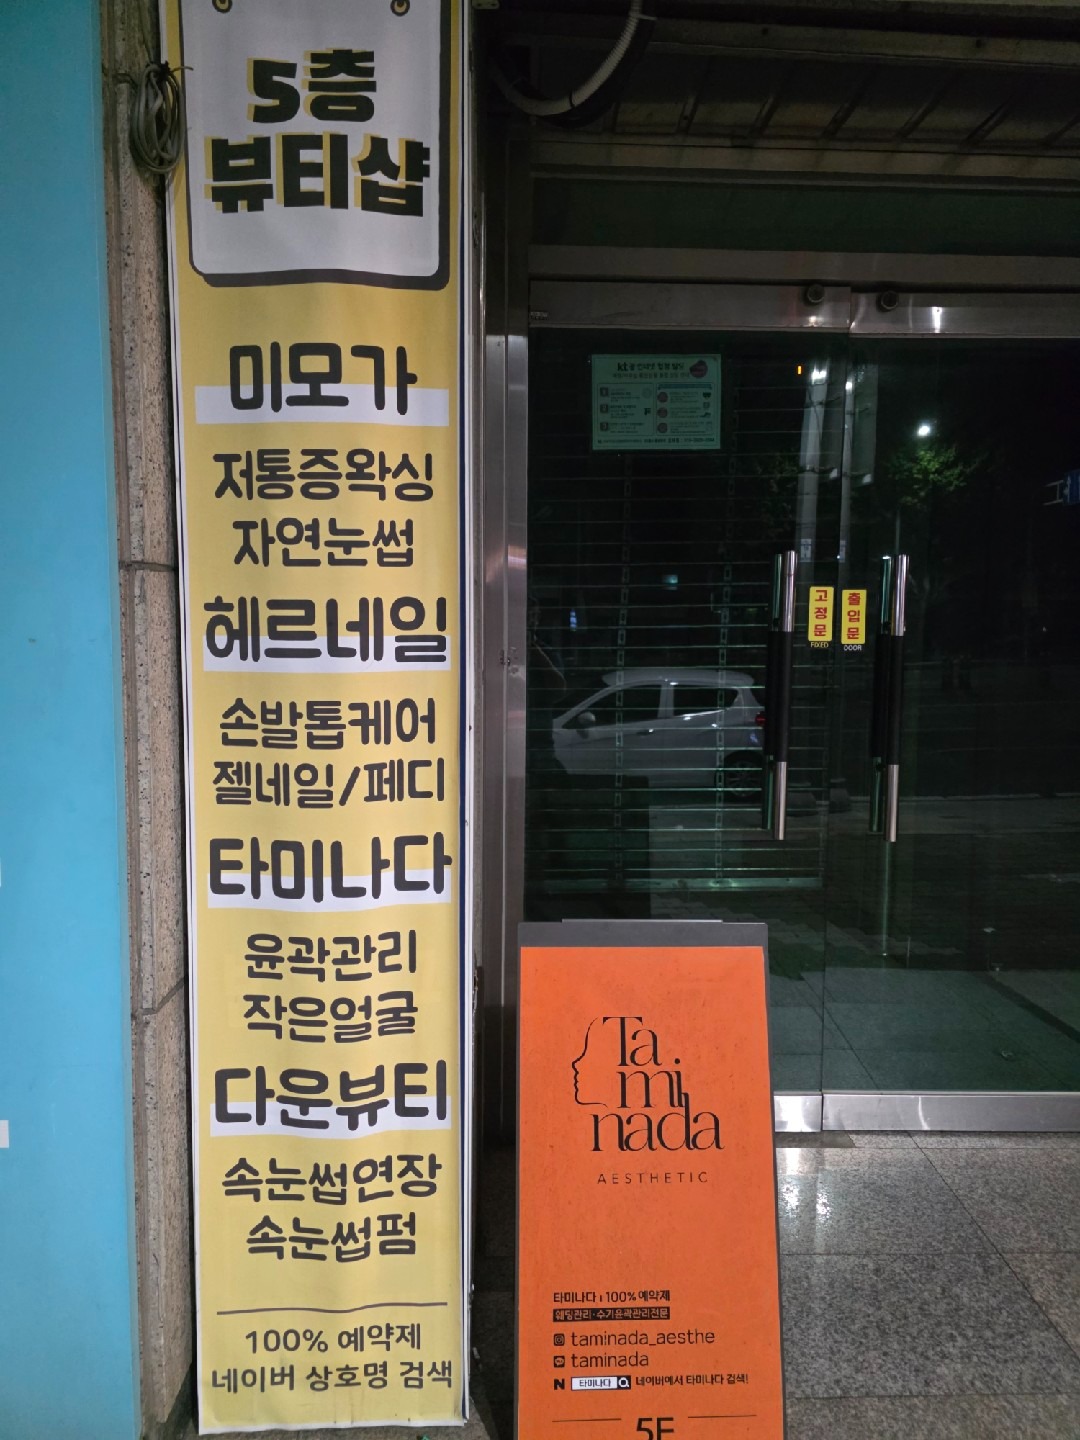 5층
뷰티샵
미모가
저통증왁싱
자연눈썹
헤르네일
손발톱케어
젤네일/페디
타미나다
윤곽관리
작은얼굴
다운뷰티
속눈썹연장
속눈썹펌
100% 예약제
네이버 상호명 검색
kt
고정문
FIXED
출입문
DOOR
Ta
mi
nada
AESTHETIC
타미나다 | 100% 예약제
웨딩관리·수기윤곽관리전문
taminada_aesthe
taminada
N 타미나다 네이버에서 타미나다 검색!
5F